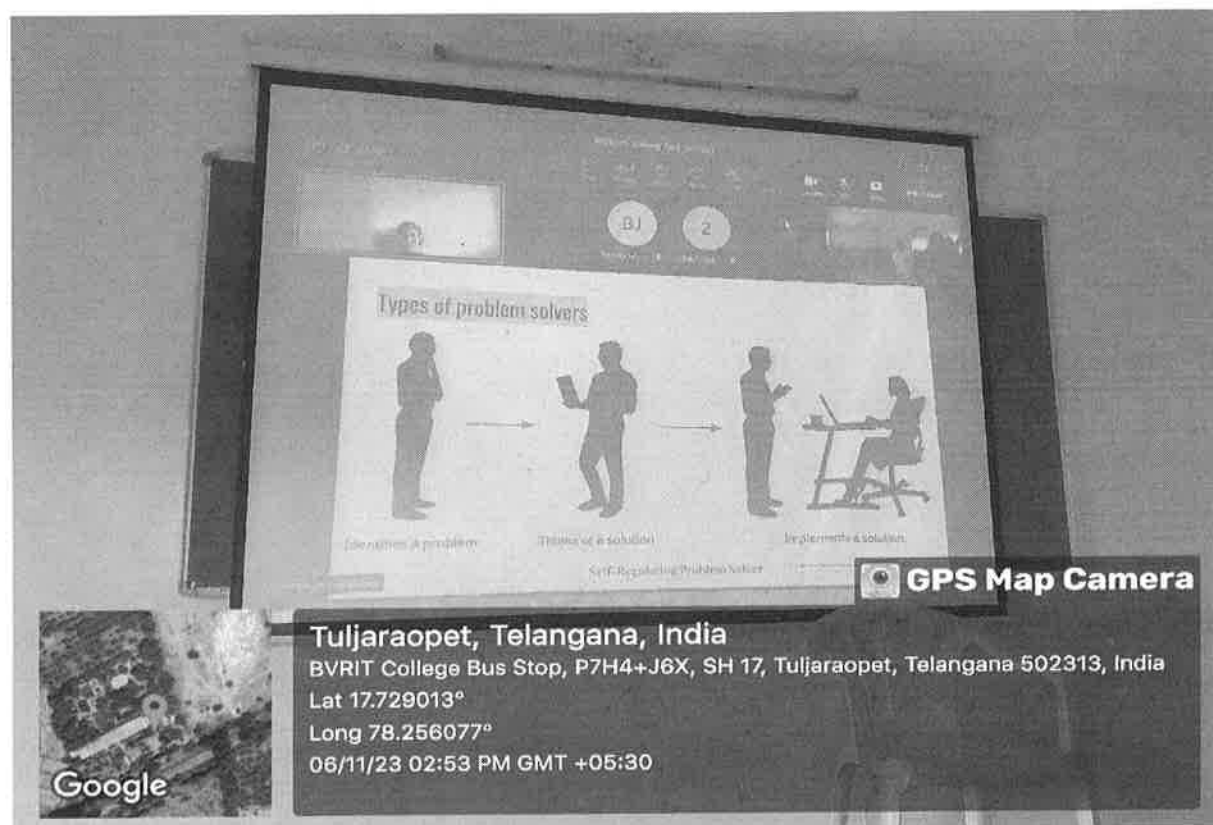 BJ
2
Types of problem solvers
Identifies a problem
Thinks of a solution
Implements a solution
Self-Regulating Problem Solver
GPS Map Camera
Tuljaraopet, Telangana, India
BVRIT College Bus Stop, P7H4+J6X, SH 17, Tuljaraopet, Telangana 502313, India
Lat 17.729013°
Long 78.256077°
06/11/23 02:53 PM GMT +05:30
Google